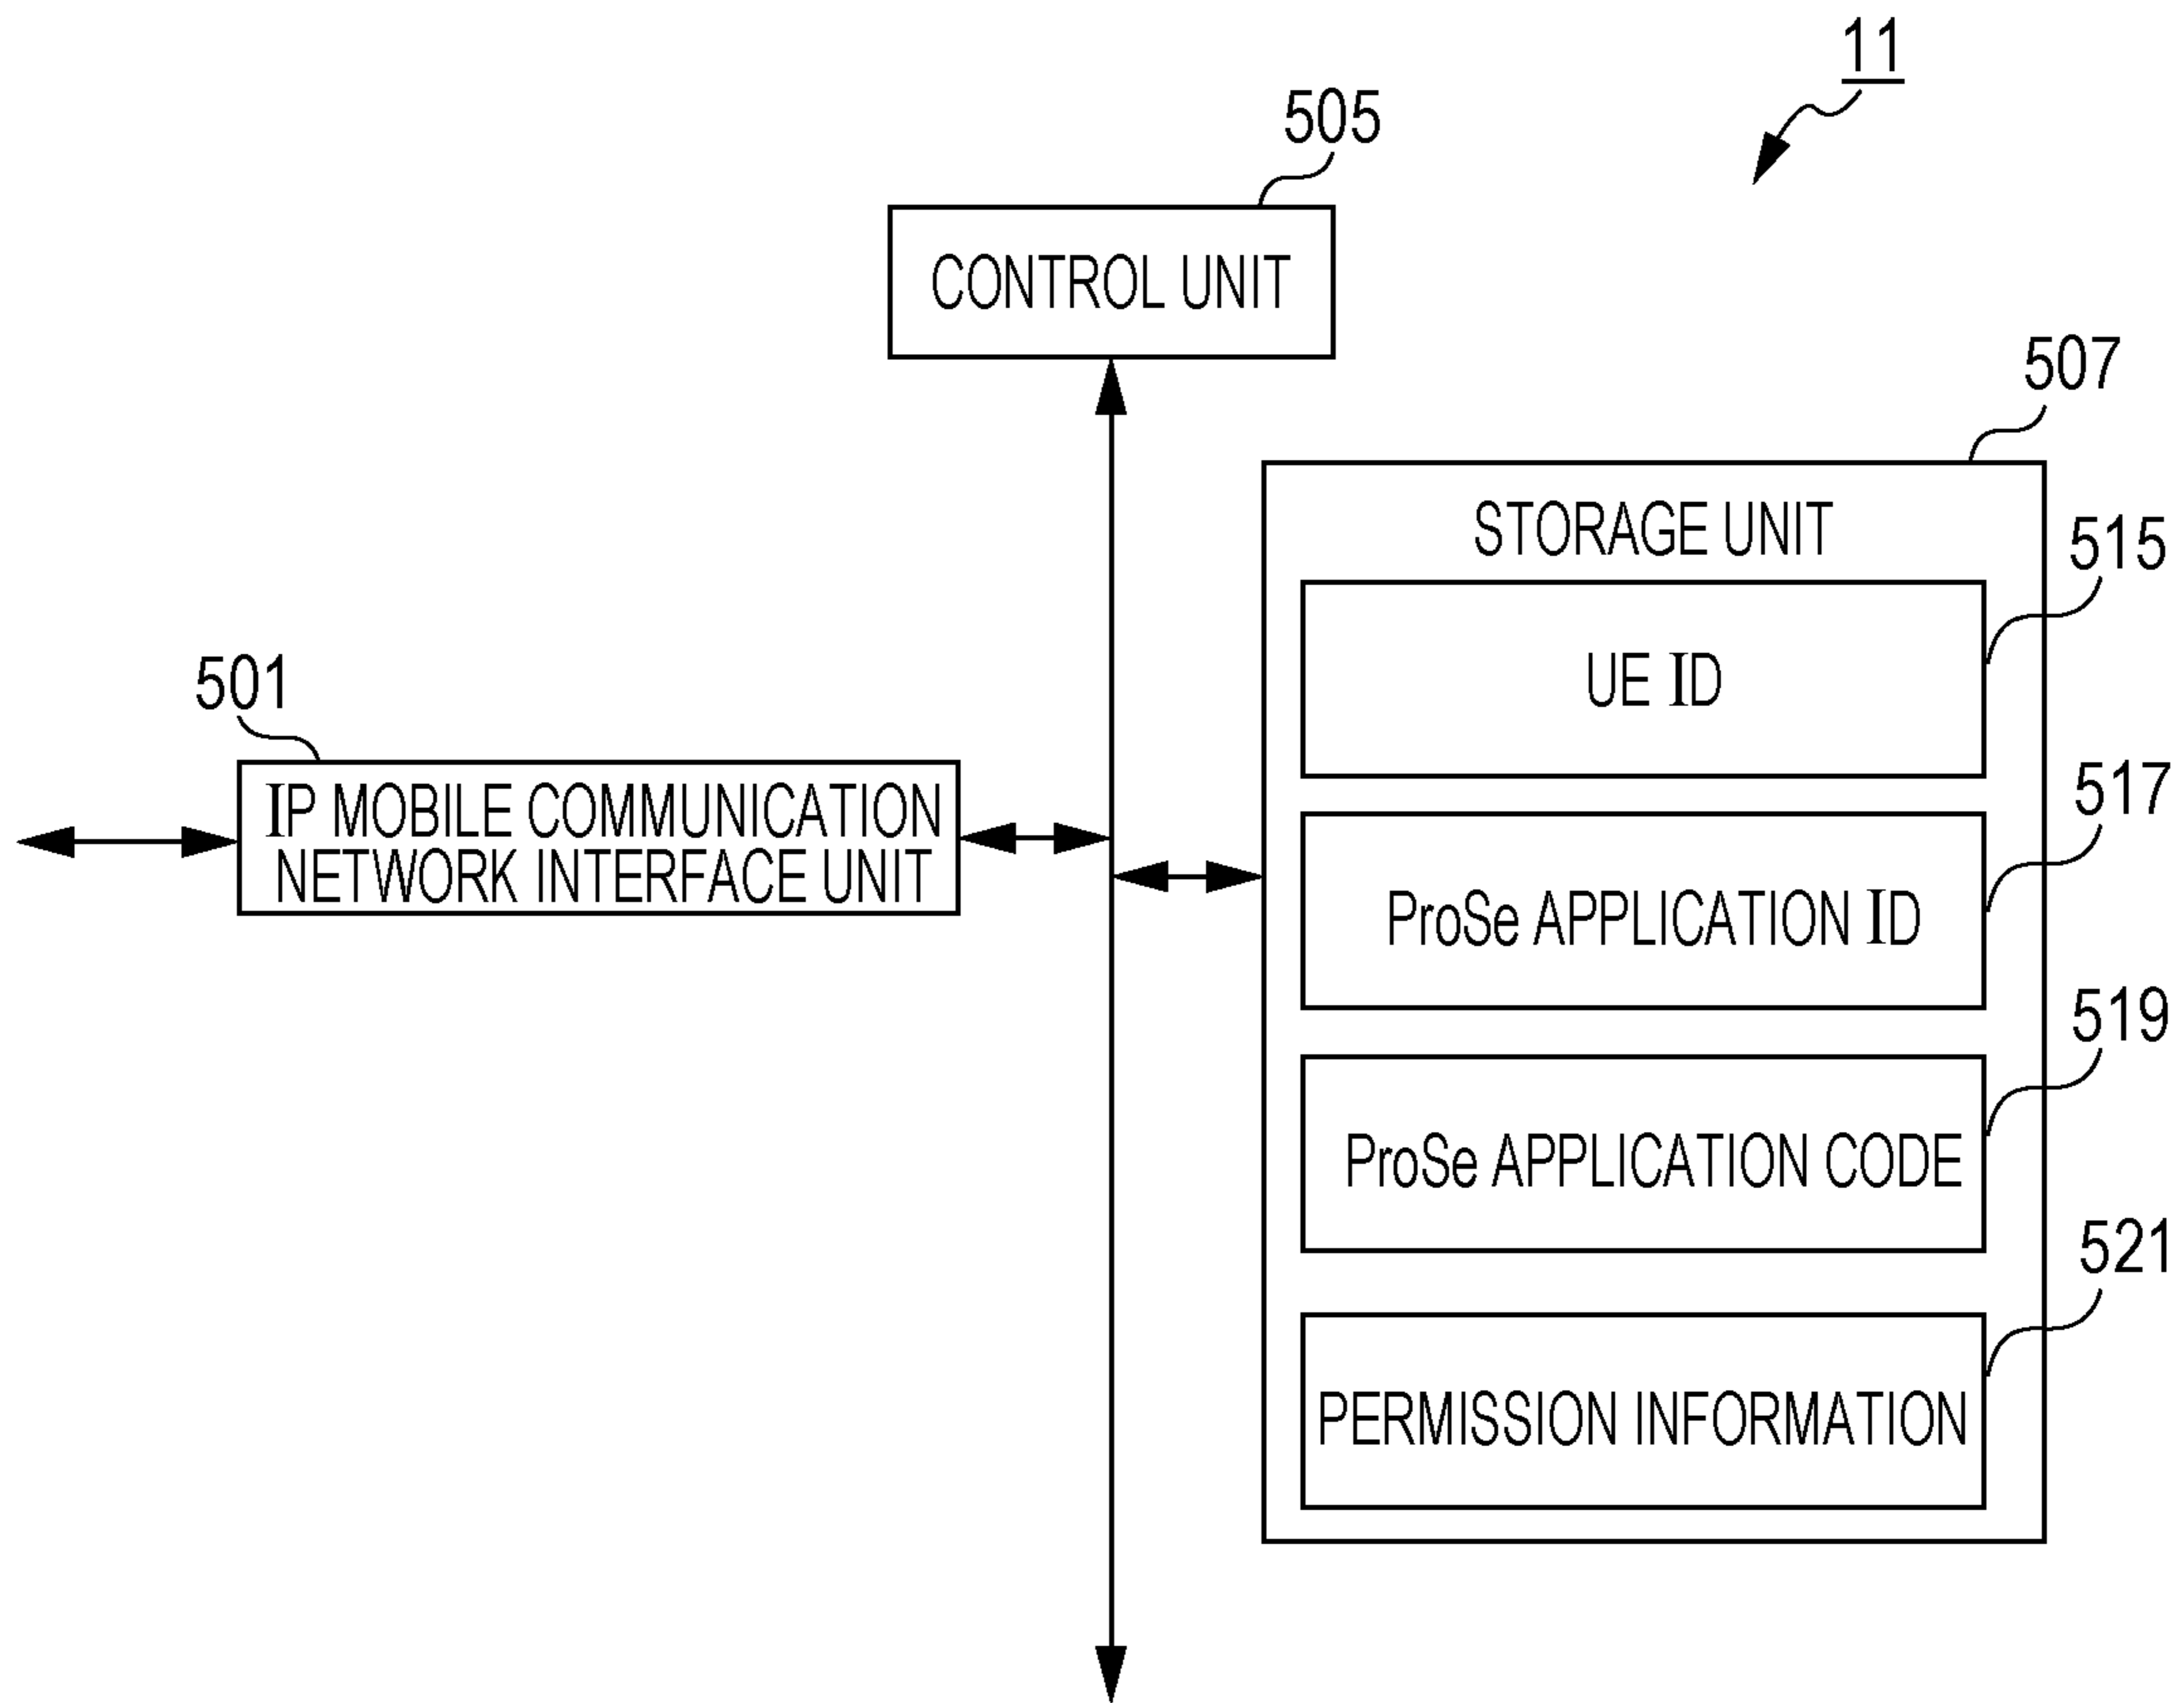 11
505
CONTROL UNIT
507
STORAGE UNIT
515
UE ID
501
IP MOBILE COMMUNICATION
NETWORK INTERFACE UNIT
517
ProSe APPLICATION ID
519
ProSe APPLICATION CODE
521
PERMISSION INFORMATION